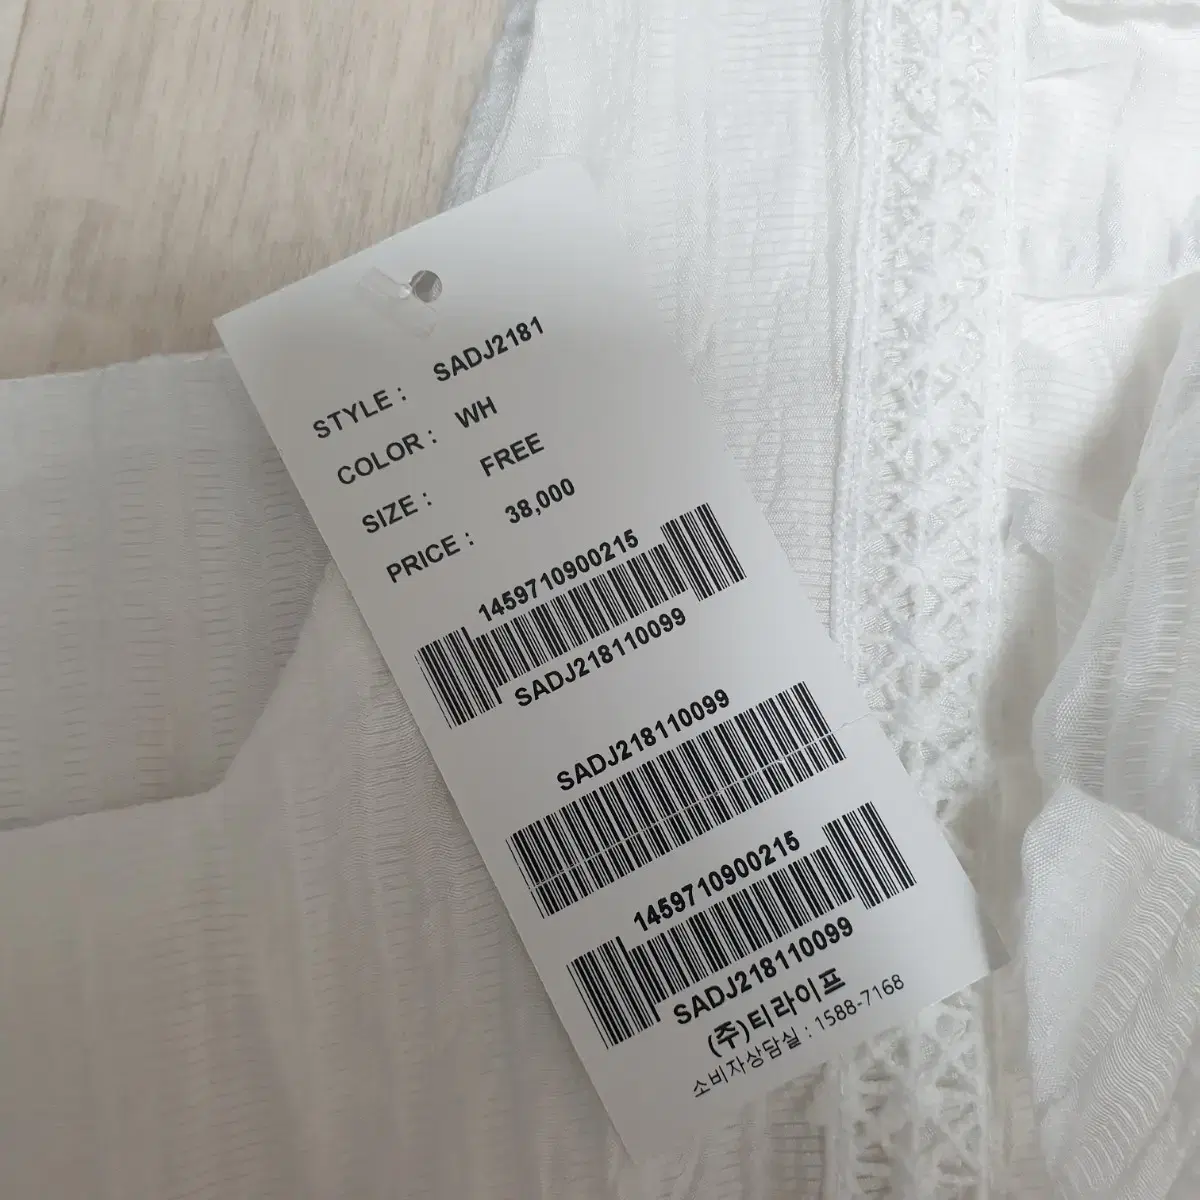 STYLE : SADJ2181
COLOR : WH
SIZE : FREE
PRICE : 38,000
1459710900215
SADJ218110099
SADJ218110099
1459710900215
SADJ218110099
(주)티라이프
소비자상담실 : 1588-7168